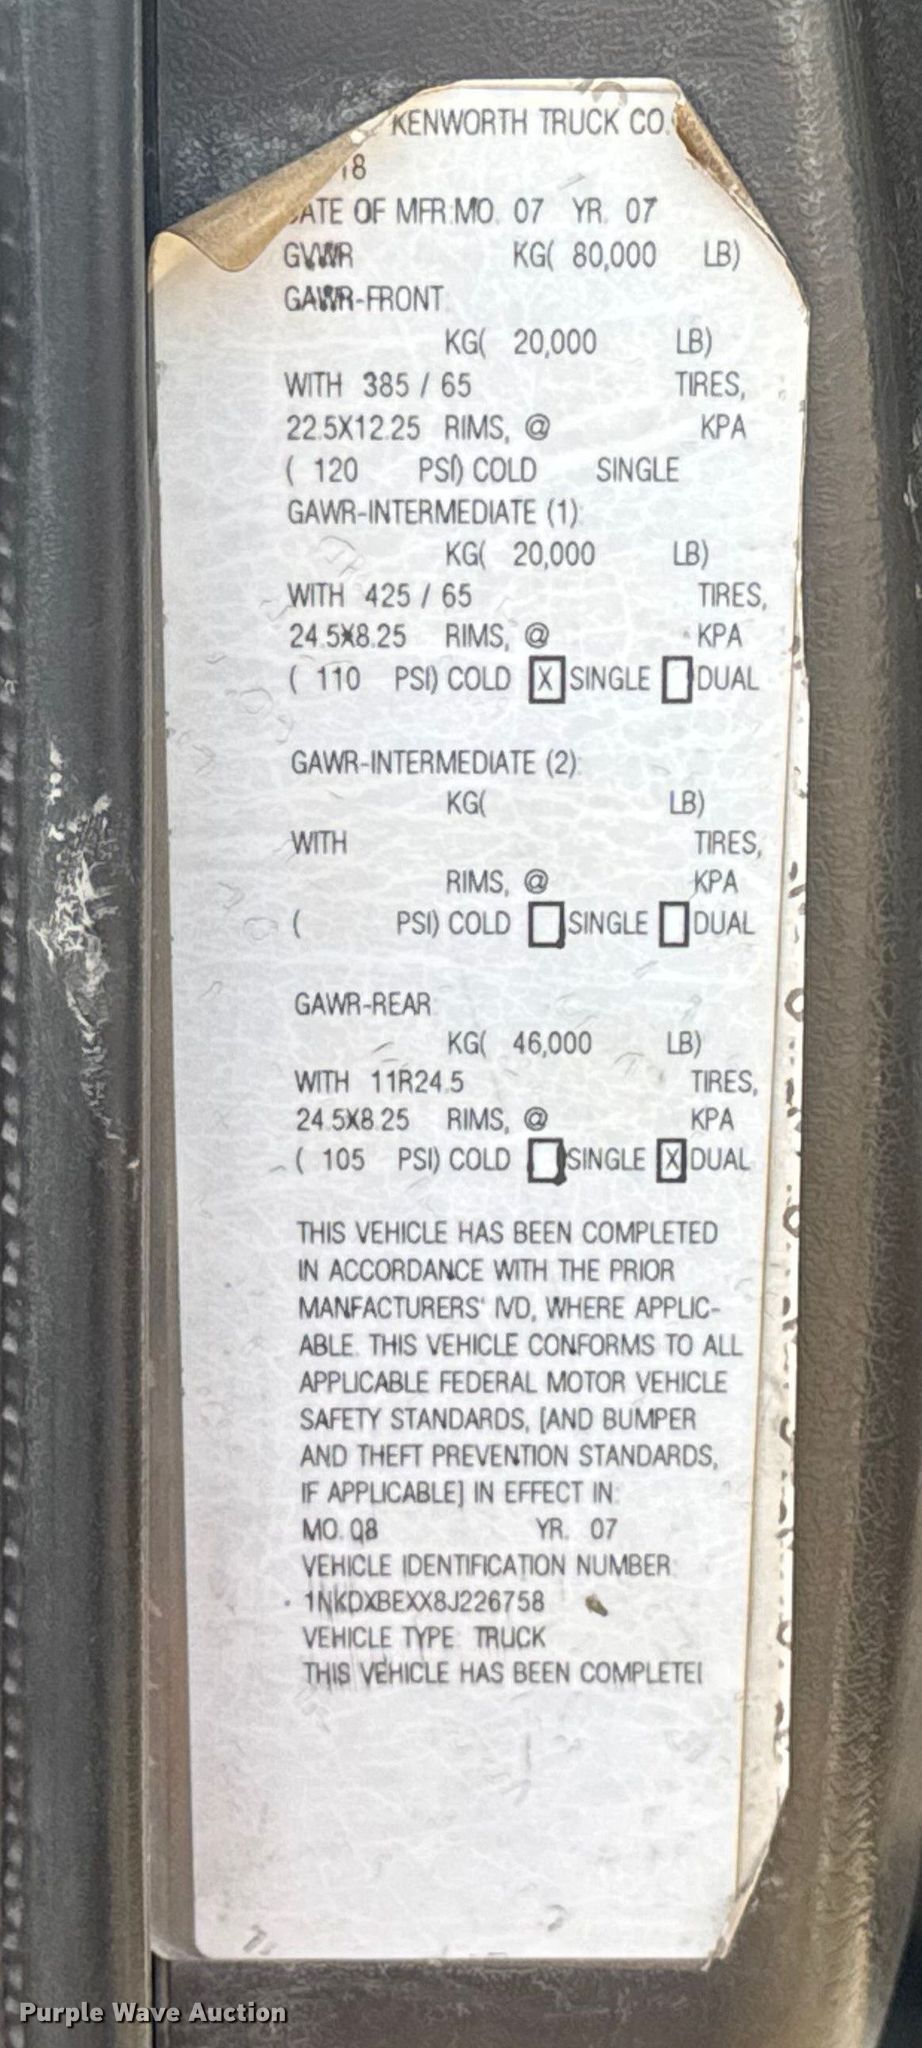 KENWORTH TRUCK CO.
18
DATE OF MFR: MO. 07 YR. 07
GVWR KG( 80,000 LB)
GAWR-FRONT:
KG( 20,000 LB)
WITH 385 / 65 TIRES,
22.5X12.25 RIMS, @ KPA
( 120 PSI) COLD SINGLE
GAWR-INTERMEDIATE (1):
KG( 20,000 LB)
WITH 425 / 65 TIRES,
24.5X8.25 RIMS, @ KPA
( 110 PSI) COLD X SINGLE DUAL
GAWR-INTERMEDIATE (2):
KG( LB)
WITH TIRES,
RIMS, @ KPA
( PSI) COLD SINGLE DUAL
GAWR-REAR:
KG( 46,000 LB)
WITH 11R24.5 TIRES,
24.5X8.25 RIMS, @ KPA
( 105 PSI) COLD SINGLE X DUAL
THIS VEHICLE HAS BEEN COMPLETED
IN ACCORDANCE WITH THE PRIOR
MANFACTURERS' IVD, WHERE APPLIC-
ABLE. THIS VEHICLE CONFORMS TO ALL
APPLICABLE FEDERAL MOTOR VEHICLE
SAFETY STANDARDS, [AND BUMPER
AND THEFT PREVENTION STANDARDS,
IF APPLICABLE] IN EFFECT IN:
MO. 08 YR. 07
VEHICLE IDENTIFICATION NUMBER:
1NKDXBEXX8J226758
VEHICLE TYPE: TRUCK
THIS VEHICLE HAS BEEN COMPLETE
Purple Wave Auction